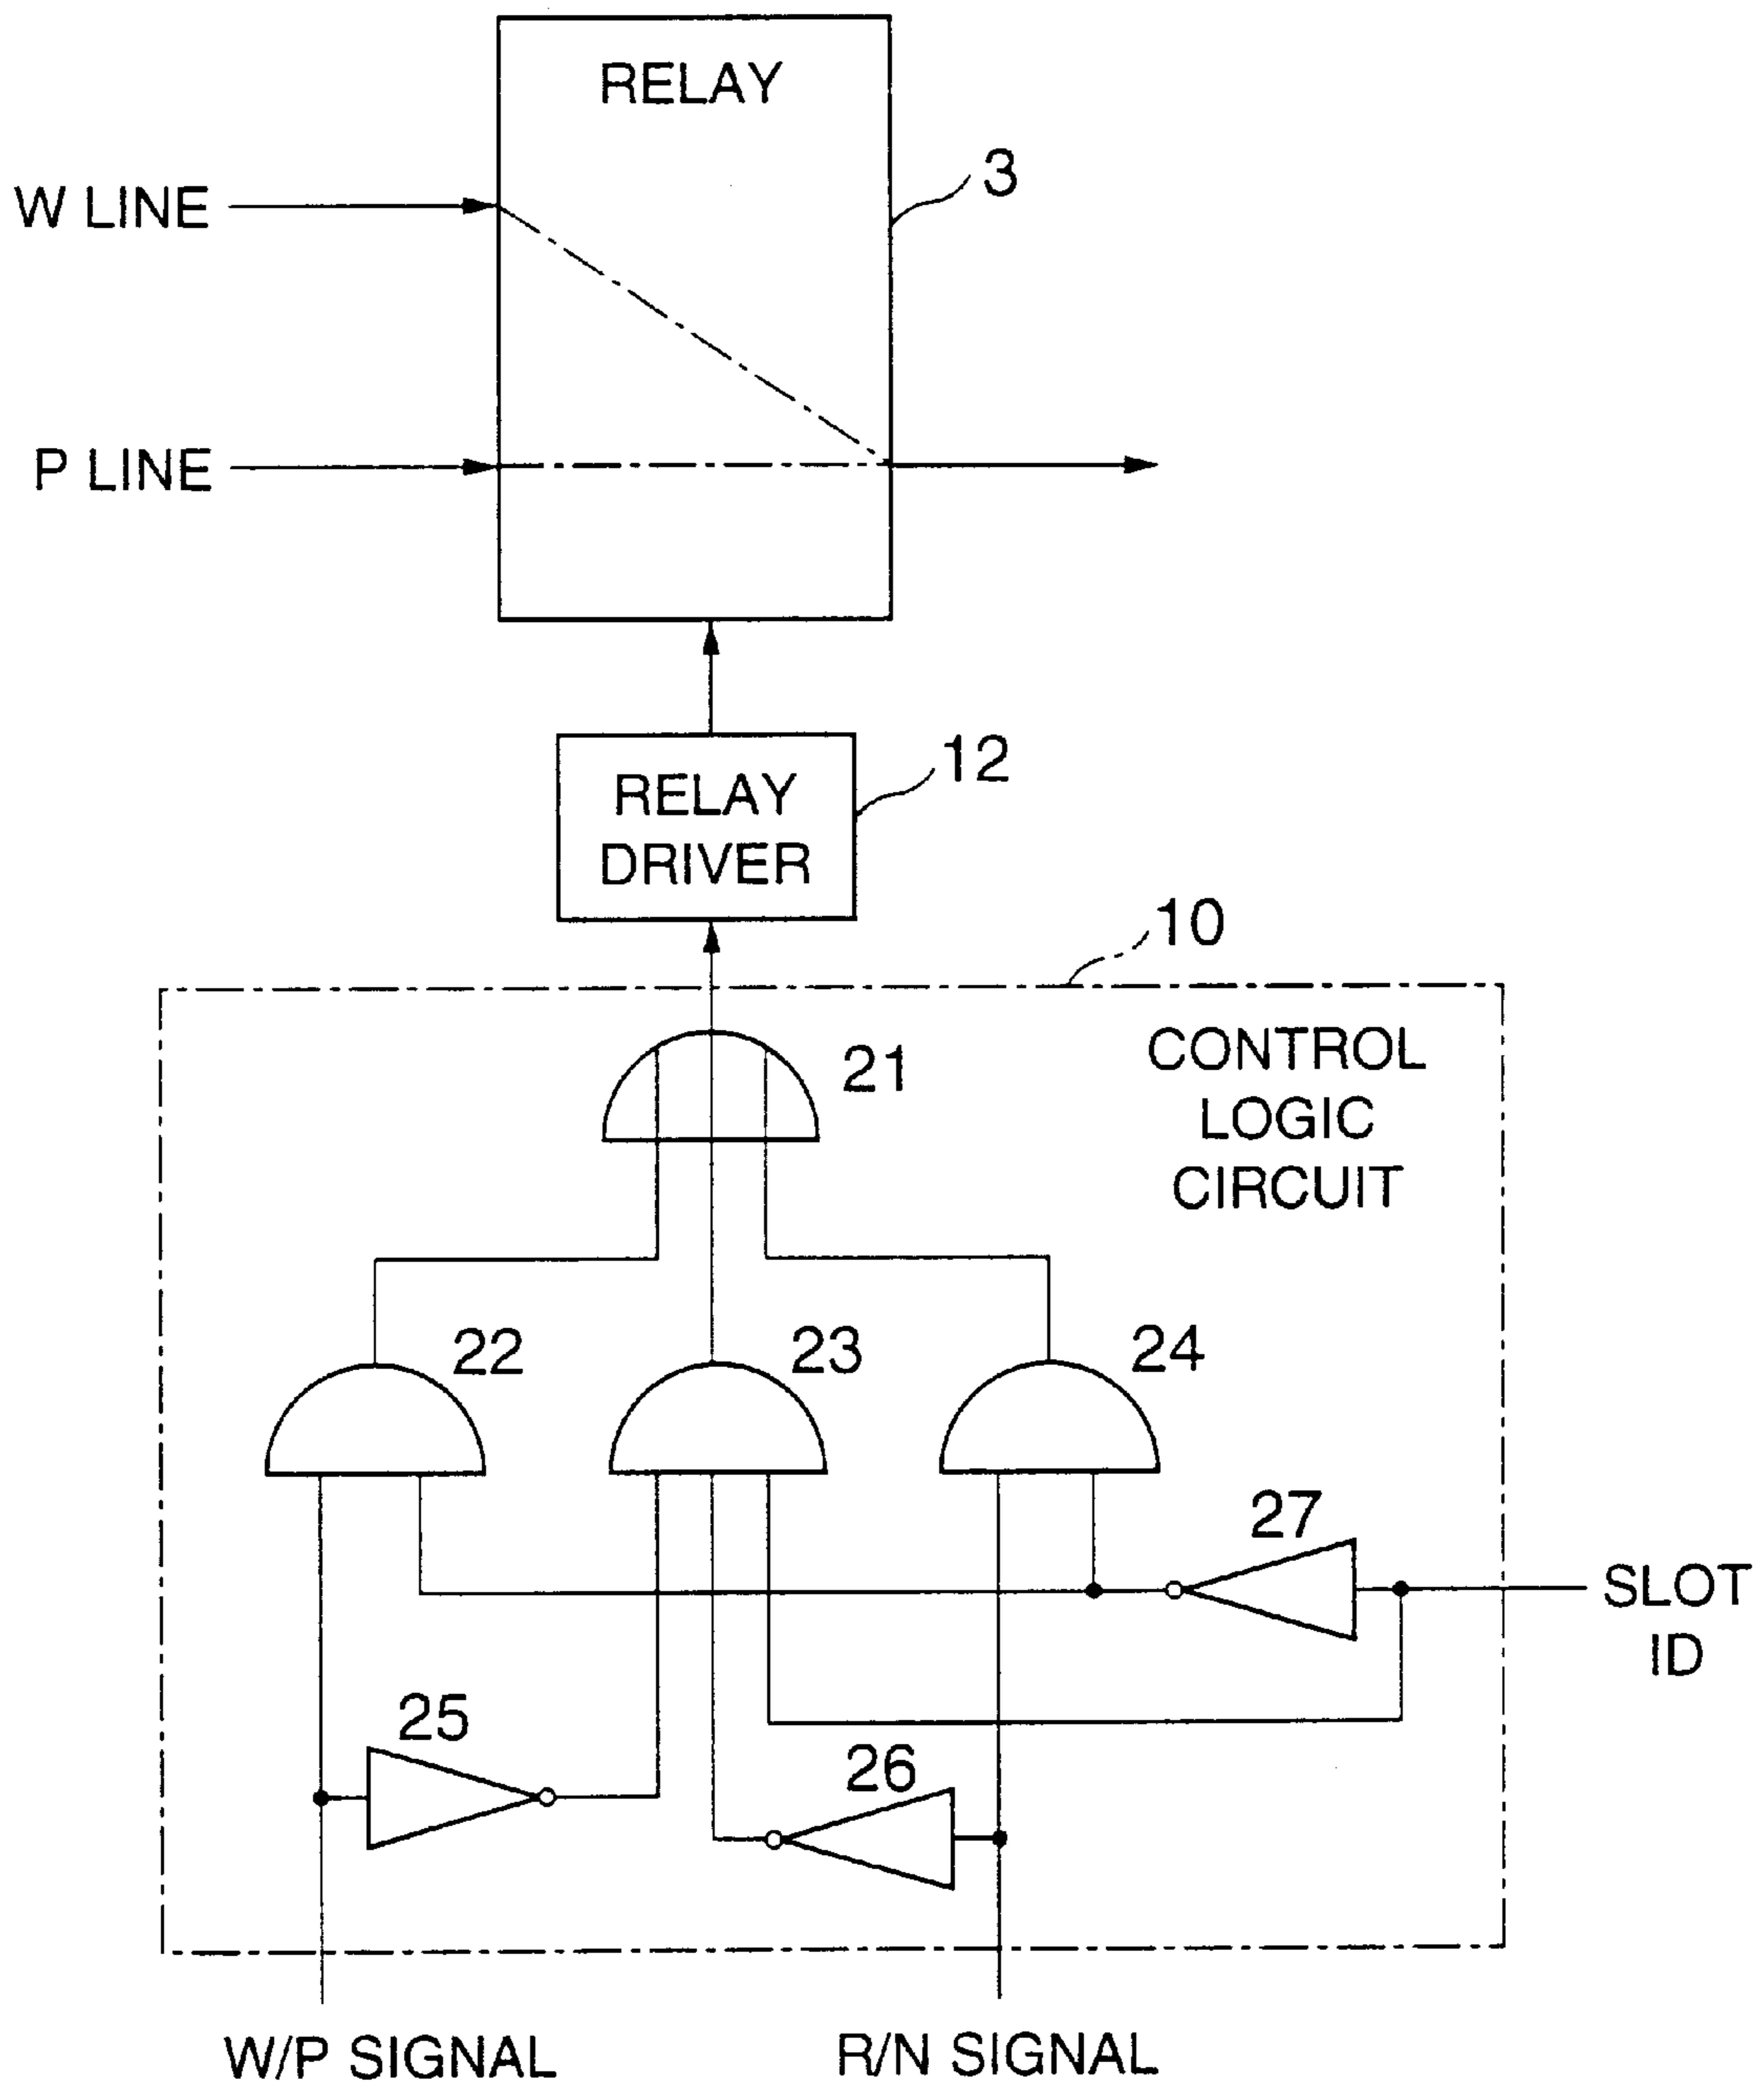 RELAY
3
W LINE
P LINE
12
RELAY
DRIVER
10
21
CONTROL
LOGIC
CIRCUIT
22
23
24
27
SLOT
ID
25
26
W/P SIGNAL
R/N SIGNAL